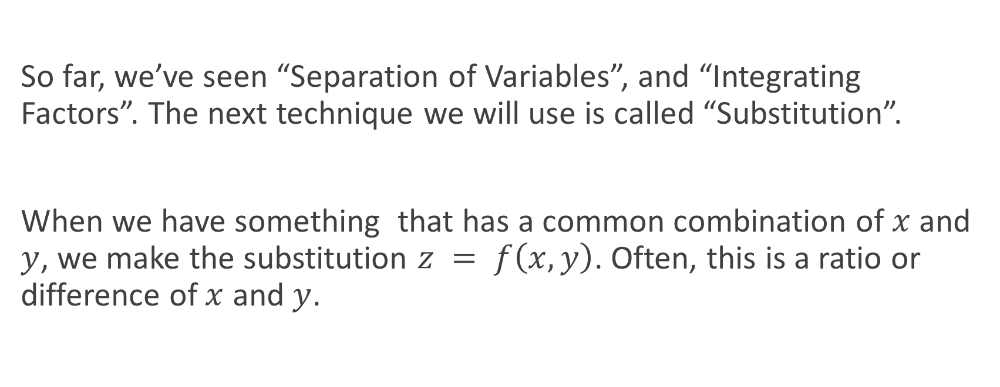 So far, we’ve seen “Separation of Variables”, and “Integrating
Factors”. The next technique we will use is called “Substitution”.
When we have something  that has a common combination of 𝑥 and
𝑦, we make the substitution 𝑧 = 𝑓(𝑥, 𝑦). Often, this is a ratio or
difference of 𝑥 and 𝑦.